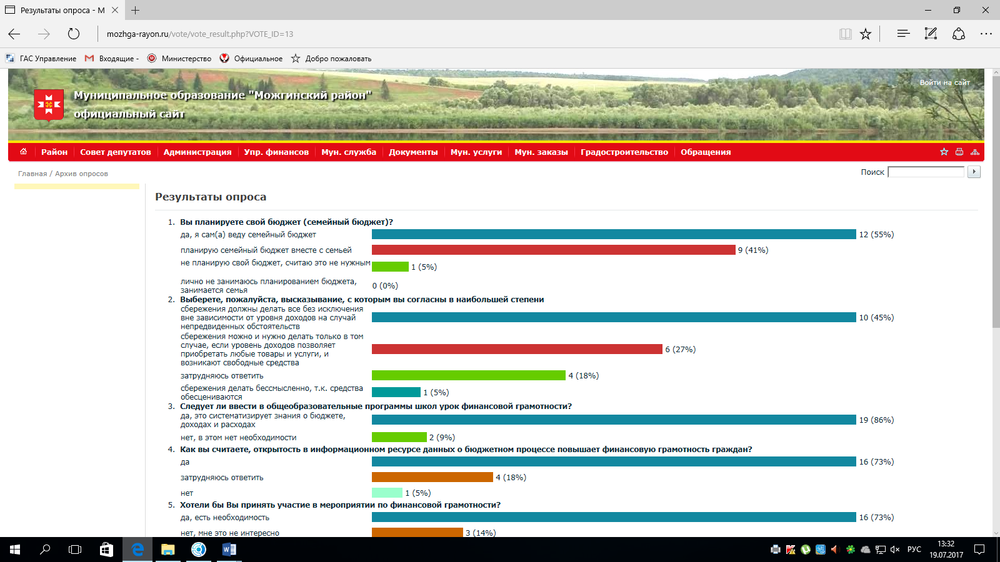 Результаты опроса - М
mozhga-rayon.ru/vote/vote_result.php?VOTE_ID=13
ГАС Управление
Входящие -
Министерство
Официальное
Добро пожаловать
Войти на сайт
Муниципальное образование "Можгинский район"
официальный сайт
Район Совет депутатов Администрация Упр. финансов Мун. служба Документы Мун. услуги Мун. заказы Градостроительство Обращения
Главная / Архив опросов
Поиск
Результаты опроса
1. Вы планируете свой бюджет (семейный бюджет)?
да, я сам(а) веду семейный бюджет 12 (55%)
планирую семейный бюджет вместе с семьей 9 (41%)
не планирую свой бюджет, считаю это не нужным 1 (5%)
лично не занимаюсь планированием бюджета,
занимается семья 0 (0%)
2. Выберете, пожалуйста, высказывание, с которым вы согласны в наибольшей степени
сбережения должны делать все без исключения
вне зависимости от уровня доходов на случай 10 (45%)
непредвиденных обстоятельств
сбережения можно и нужно делать только в том
случае, если уровень доходов позволяет
приобретать любые товары и услуги, и 6 (27%)
возникают свободные средства
затрудняюсь ответить 4 (18%)
сбережения делать бессмысленно, т.к. средства
обесцениваются 1 (5%)
3. Следует ли ввести в общеобразовательные программы школ урок финансовой грамотности?
да, это систематизирует знания о бюджете,
доходах и расходах 19 (86%)
нет, в этом нет необходимости 2 (9%)
4. Как вы считаете, открытость в информационном ресурсе данных о бюджетном процессе повышает финансовую грамотность граждан?
да 16 (73%)
затрудняюсь ответить 4 (18%)
нет 1 (5%)
5. Хотели бы Вы принять участие в мероприятии по финансовой грамотности?
да, есть необходимость 16 (73%)
нет, мне это не интересно 3 (14%)
РУС
13:32
19.07.2017